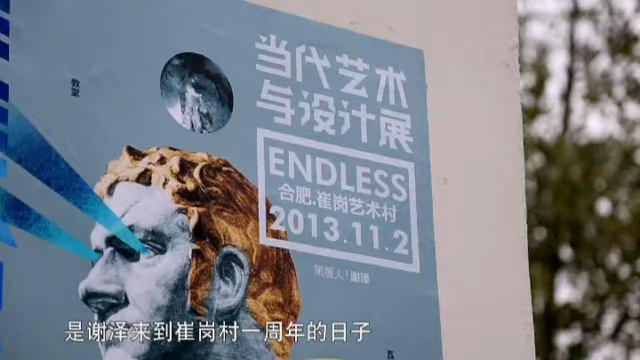 当代艺术
与设计展
ENDLESS
合肥.崔岗艺术村
2013.11.2
策展人/谢泽
教堂
是谢泽来到崔岗村一周年的日子